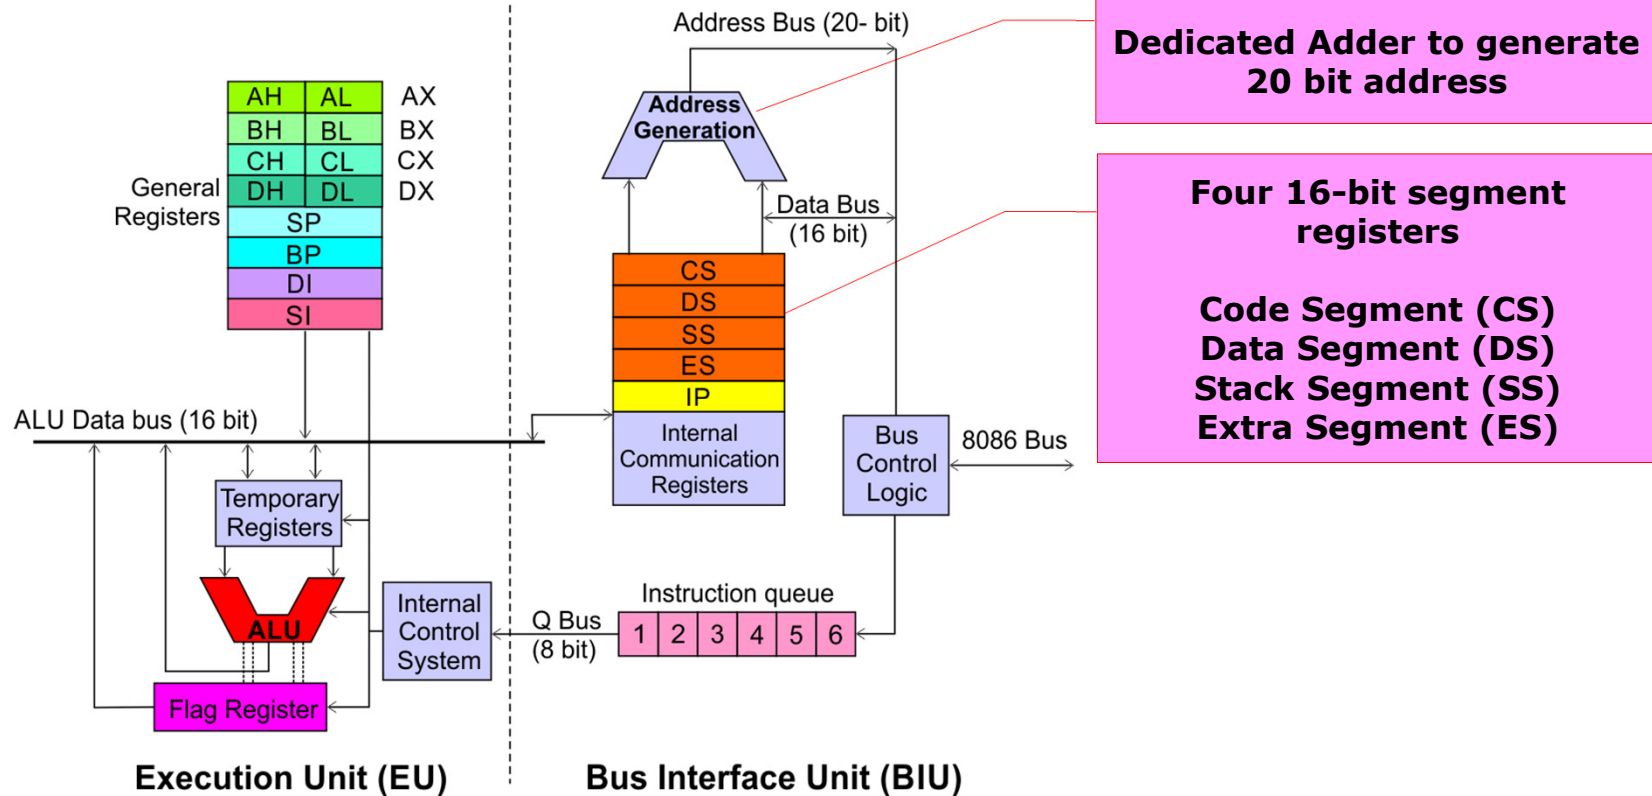 Address Bus (20- bit)
Dedicated Adder to generate
20 bit address
AH AL AX
BH BL BX
CH CL CX
DH DL DX
General
Registers
SP
BP
DI
SI
Address
Generation
Data Bus
(16 bit)
CS
DS
SS
ES
IP
Internal
Communication
Registers
Four 16-bit segment
registers
Code Segment (CS)
Data Segment (DS)
Stack Segment (SS)
Extra Segment (ES)
ALU Data bus (16 bit)
Bus
Control
Logic
8086 Bus
Temporary
Registers
ALU
Internal
Control
System
Q Bus
(8 bit)
Instruction queue
1 2 3 4 5 6
Flag Register
Execution Unit (EU)
Bus Interface Unit (BIU)